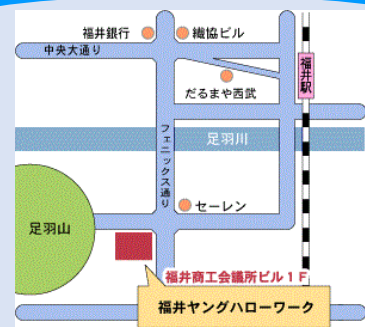 福井銀行
繊協ビル
中央大通り
福井駅
だるまや西武
フェニックス通り
足羽川
セーレン
足羽山
福井商工会議所ビル1F
福井ヤングハローワーク